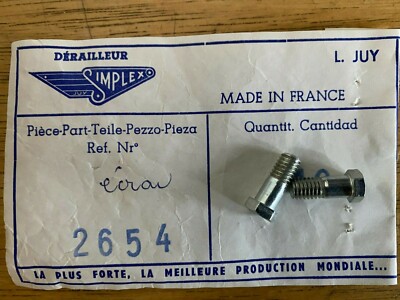 DÉRAILLEUR
SIMPLEX
JUY
L. JUY
MADE IN FRANCE
Pièce-Part-Teile-Pezzo-Pieza
Ref. Nr°
Quantit. Cantidad
écrou
2654
LA PLUS FORTE, LA MEILLEURE PRODUCTION MONDIALE...